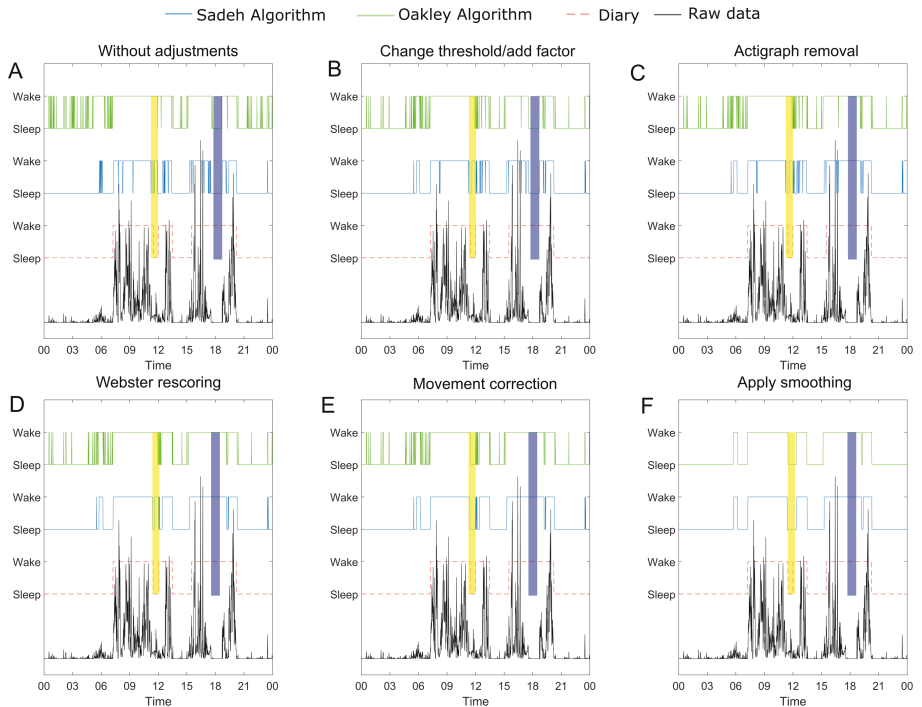 Sadeh Algorithm Oakley Algorithm Diary Raw data
Without adjustments Change threshold/add factor Actigraph removal
A B C
Wake Wake Wake
Sleep Sleep Sleep
Wake Wake Wake
Sleep Sleep Sleep
Wake Wake Wake
Sleep Sleep Sleep
00 03 06 09 12 15 18 21 00 00 03 06 09 12 15 18 21 00 00 03 06 09 12 15 18 21 00
Time Time Time
Webster rescoring Movement correction Apply smoothing
D E F
Wake Wake Wake
Sleep Sleep Sleep
Wake Wake Wake
Sleep Sleep Sleep
Wake Wake Wake
Sleep Sleep Sleep
00 03 06 09 12 15 18 21 00 00 03 06 09 12 15 18 21 00 00 03 06 09 12 15 18 21 00
Time Time Time